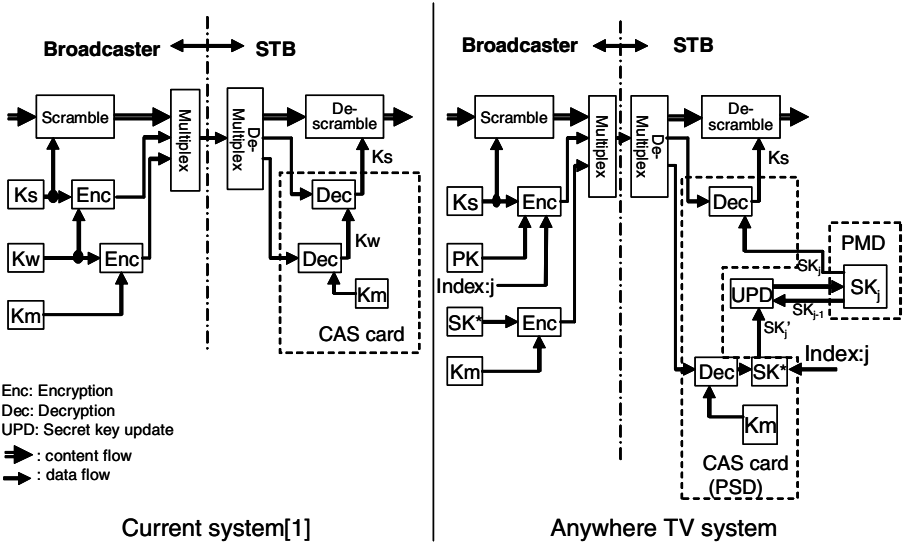 Broadcaster
STB
Scramble
Multiplex
De-
Multiplex
De-
scramble
Ks
Ks
Enc
Dec
Kw
Kw
Enc
Dec
Km
Km
CAS card
Enc: Encryption
Dec: Decryption
UPD: Secret key update
: content flow
: data flow
Current system[1]
Broadcaster
STB
Scramble
Multiplex
De-
Multiplex
De-
scramble
Ks
Ks
Enc
Dec
PMD
PK
SKj
Index:j
UPD
SKj
SKj-1
SK*
Enc
SKj'
Index:j
Km
Dec
SK*
Km
CAS card
(PSD)
Anywhere TV system